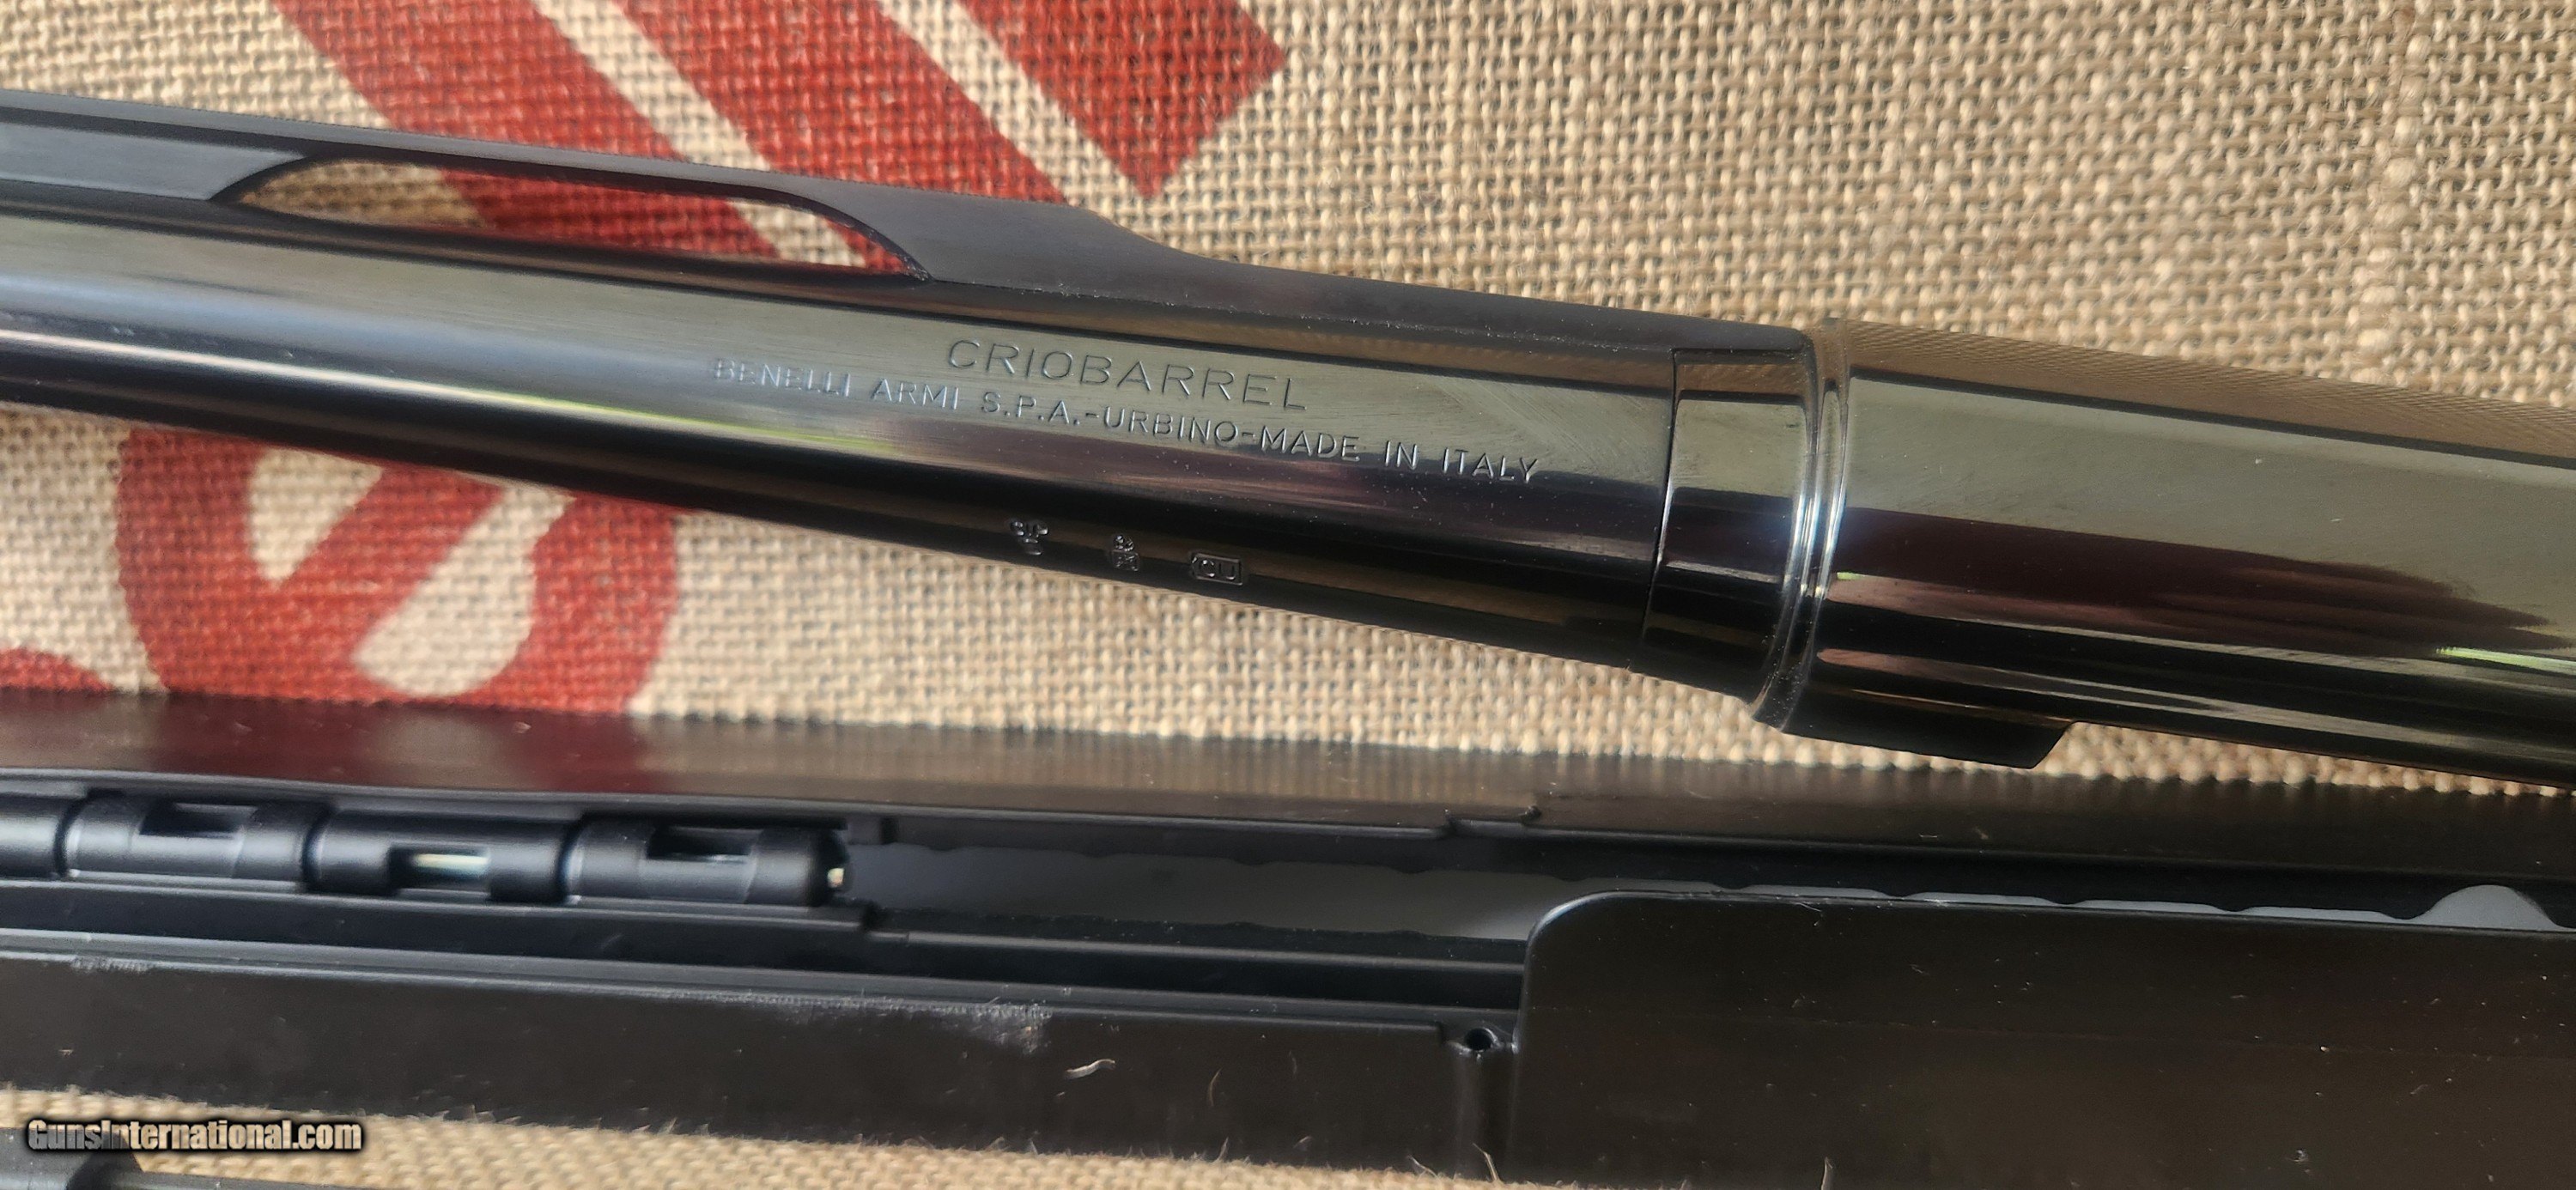 CRIOBARREL
BENELLI ARMI S.P.A.-URBINO-MADE IN ITALY
CU
GunsInternational.com